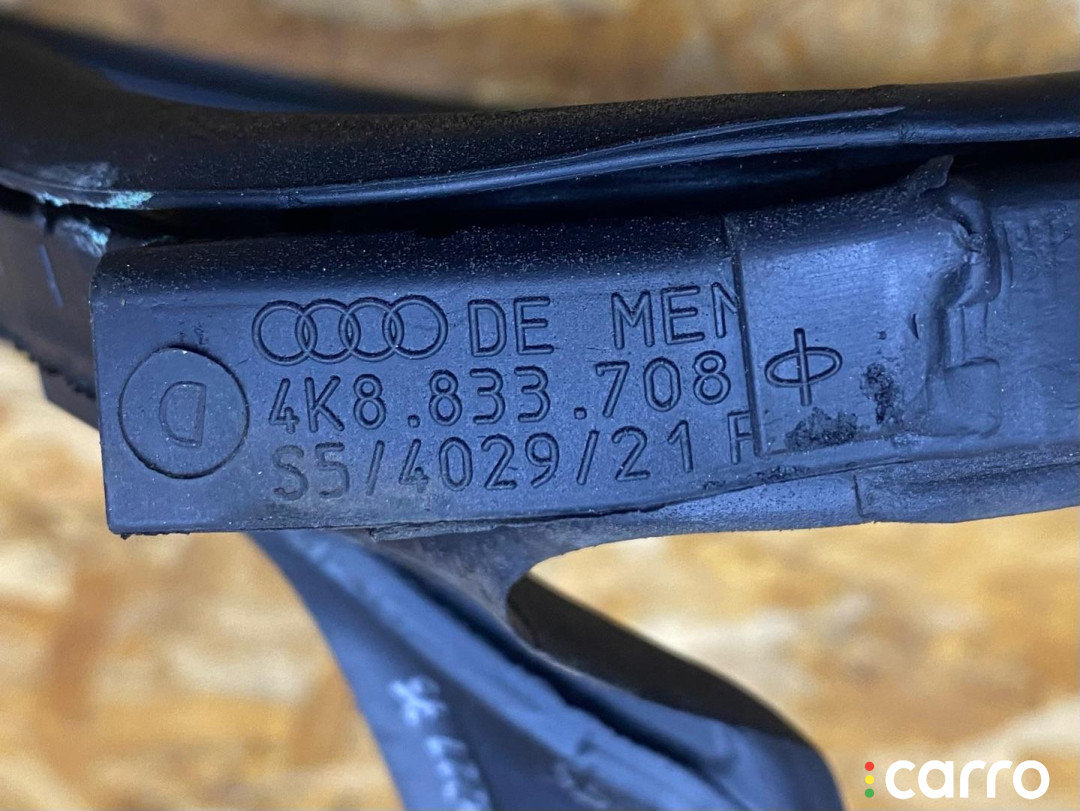 DE MEN
4K8.833.708
S5/4029/21
D
carro